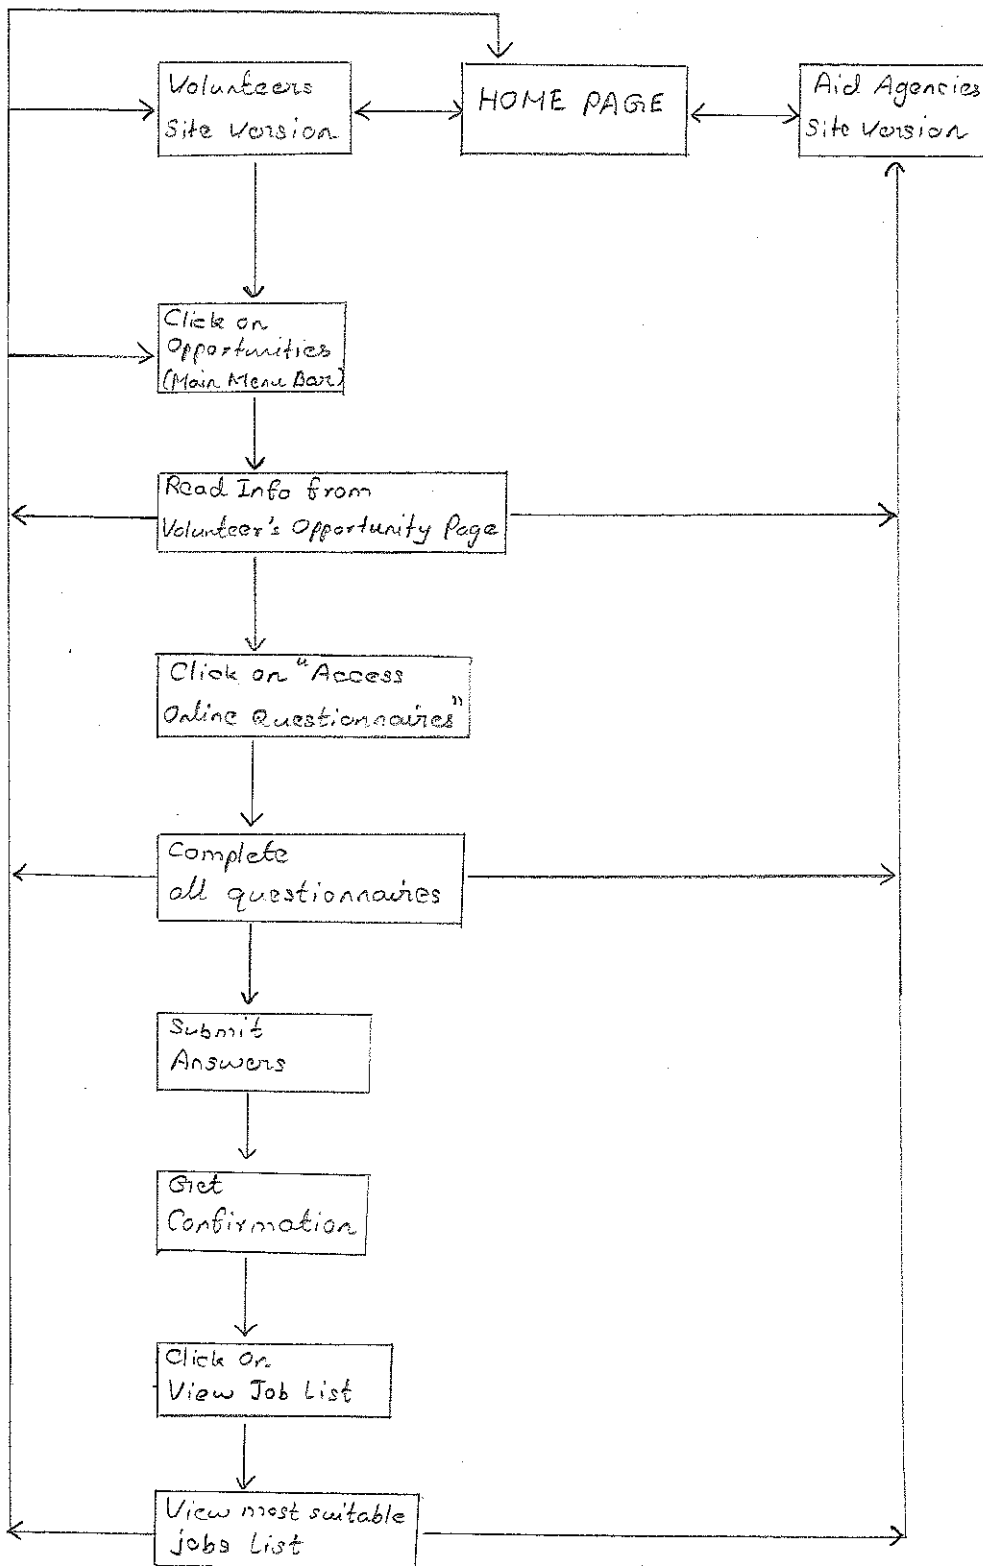 Volunteers
Site Version
HOME PAGE
Aid Agencies
Site Version
Click on
Opportunities
(Main Menu Bar)
Read Info from
Volunteer's Opportunity Page
Click on "Access
Online Questionnaires"
Complete
all questionnaires
Submit
Answers
Get
Confirmation
Click On
View Job List
View most suitable
jobs List